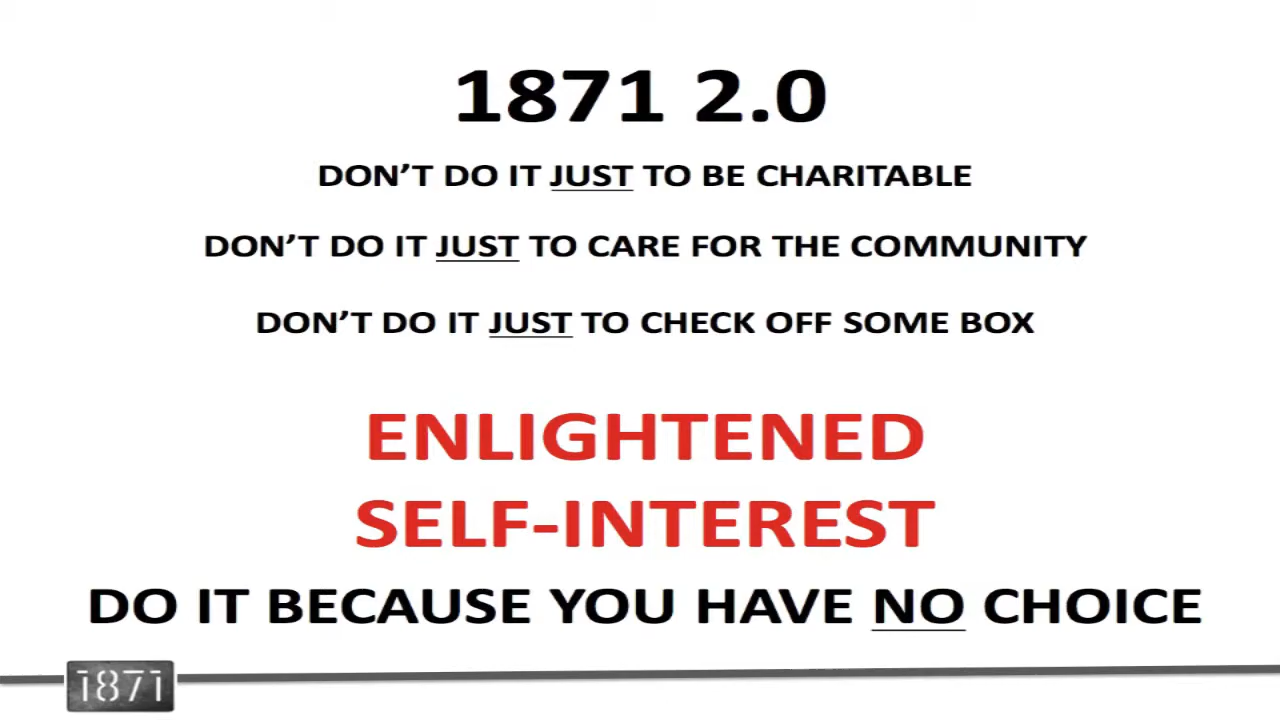 1871 2.0
DON’T DO IT JUST TO BE CHARITABLE
DON’T DO IT JUST TO CARE FOR THE COMMUNITY
DON’T DO IT JUST TO CHECK OFF SOME BOX
ENLIGHTENED
SELF-INTEREST
DO IT BECAUSE YOU HAVE NO CHOICE
1871